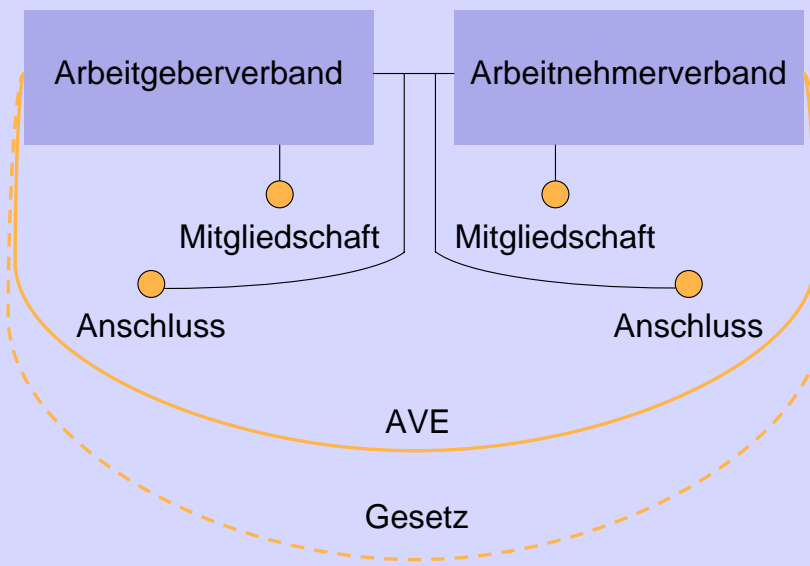 Arbeitgeberverband
Arbeitnehmerverband
Mitgliedschaft
Mitgliedschaft
Anschluss
Anschluss
AVE
Gesetz